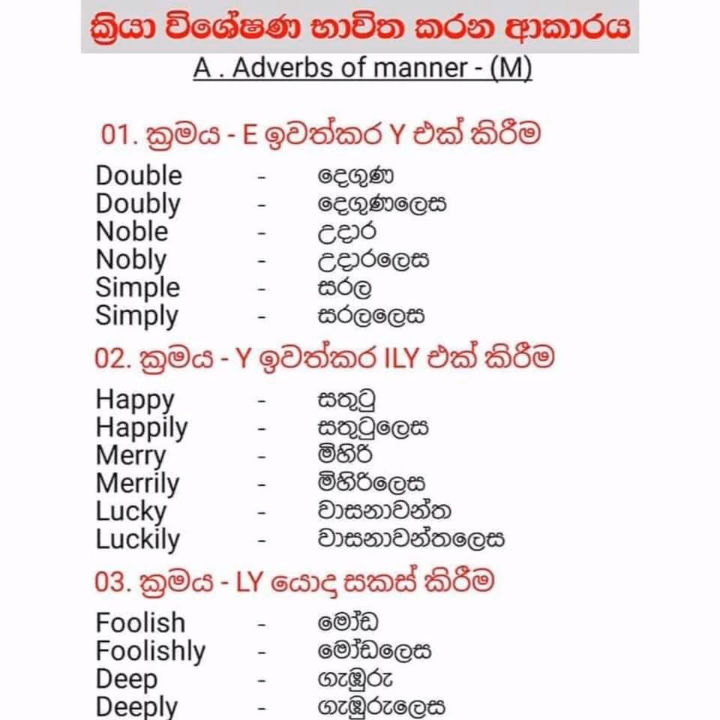 ක්‍රියා විශේෂණ භාවිත කරන ආකාරය
A . Adverbs of manner - (M)
01. ක්‍රමය - E ඉවත්කර Y එක් කිරීම
Double - දෙගුණ
Doubly - දෙගුණලෙස
Noble - උදාර
Nobly - උදාරලෙස
Simple - සරල
Simply - සරලලෙස
02. ක්‍රමය - Y ඉවත්කර ILY එක් කිරීම
Happy - සතුටු
Happily - සතුටුලෙස
Merry - මිහිරි
Merrily - මිහිරිලෙස
Lucky - වාසනාවන්ත
Luckily - වාසනාවන්තලෙස
03. ක්‍රමය - LY යොදා සකස් කිරීම
Foolish - මෝඩ
Foolishly - මෝඩලෙස
Deep - ගැඹුරු
Deeply - ගැඹුරුලෙස